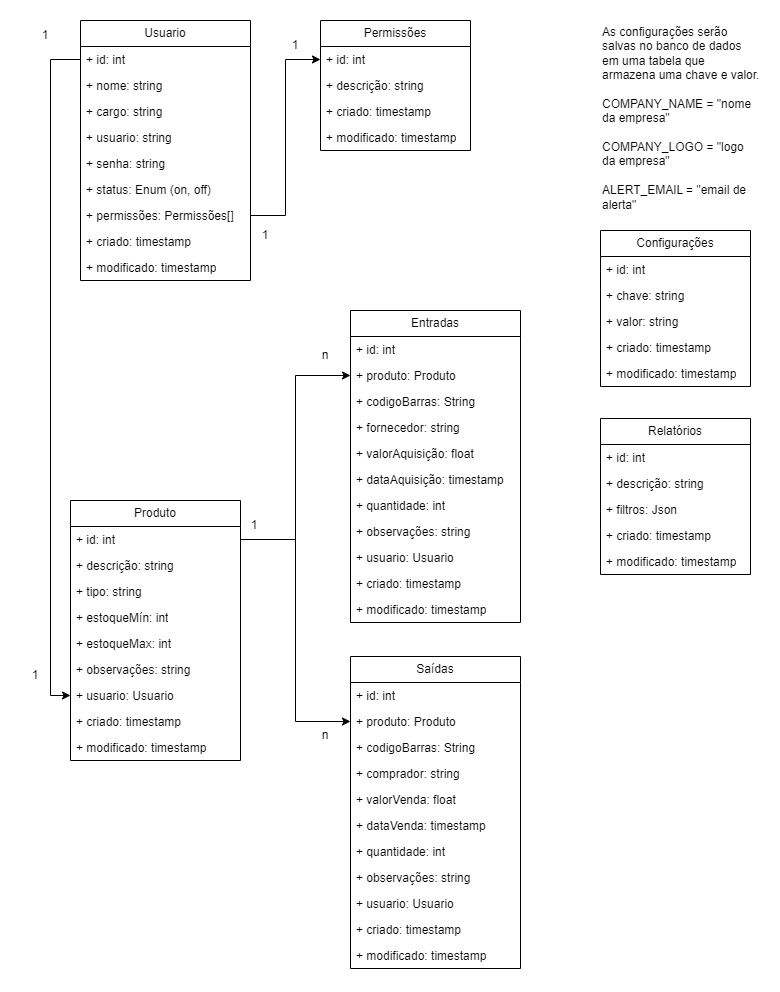 1
Usuario
+ id: int
+ nome: string
+ cargo: string
+ usuario: string
+ senha: string
+ status: Enum (on, off)
+ permissões: Permissões[]
+ criado: timestamp
+ modificado: timestamp
1
1
Permissões
+ id: int
+ descrição: string
+ criado: timestamp
+ modificado: timestamp
As configurações serão
salvas no banco de dados
em uma tabela que
armazena uma chave e valor.
COMPANY_NAME = "nome
da empresa"
COMPANY_LOGO = "logo
da empresa"
ALERT_EMAIL = "email de
alerta"
Configurações
+ id: int
+ chave: string
+ valor: string
+ criado: timestamp
+ modificado: timestamp
n
Entradas
+ id: int
+ produto: Produto
+ codigoBarras: String
+ fornecedor: string
+ valorAquisição: float
+ dataAquisição: timestamp
+ quantidade: int
+ observações: string
+ usuario: Usuario
+ criado: timestamp
+ modificado: timestamp
Relatórios
+ id: int
+ descrição: string
+ filtros: Json
+ criado: timestamp
+ modificado: timestamp
Produto
+ id: int
+ descrição: string
+ tipo: string
+ estoqueMín: int
+ estoqueMax: int
+ observações: string
+ usuario: Usuario
+ criado: timestamp
+ modificado: timestamp
1
1
n
Saídas
+ id: int
+ produto: Produto
+ codigoBarras: String
+ comprador: string
+ valorVenda: float
+ dataVenda: timestamp
+ quantidade: int
+ observações: string
+ usuario: Usuario
+ criado: timestamp
+ modificado: timestamp